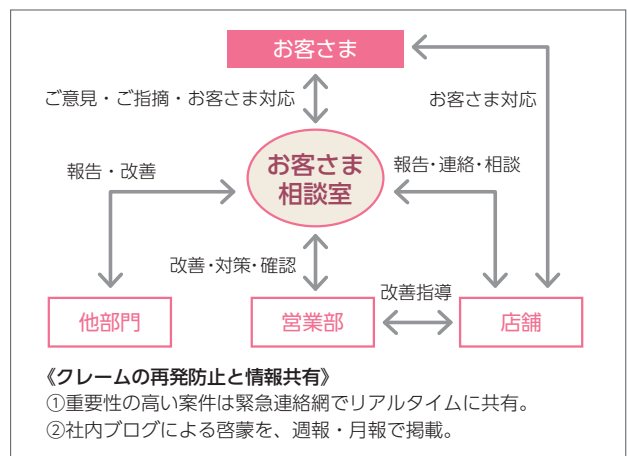 お客さま
ご意見・ご指摘・お客さま対応
お客さま対応
お客さま
相談室
報告・改善
報告・連絡・相談
改善・対策・確認
改善指導
他部門
営業部
店舗
《クレームの再発防止と情報共有》
①重要性の高い案件は緊急連絡網でリアルタイムに共有。
②社内ブログによる啓蒙を、週報・月報で掲載。